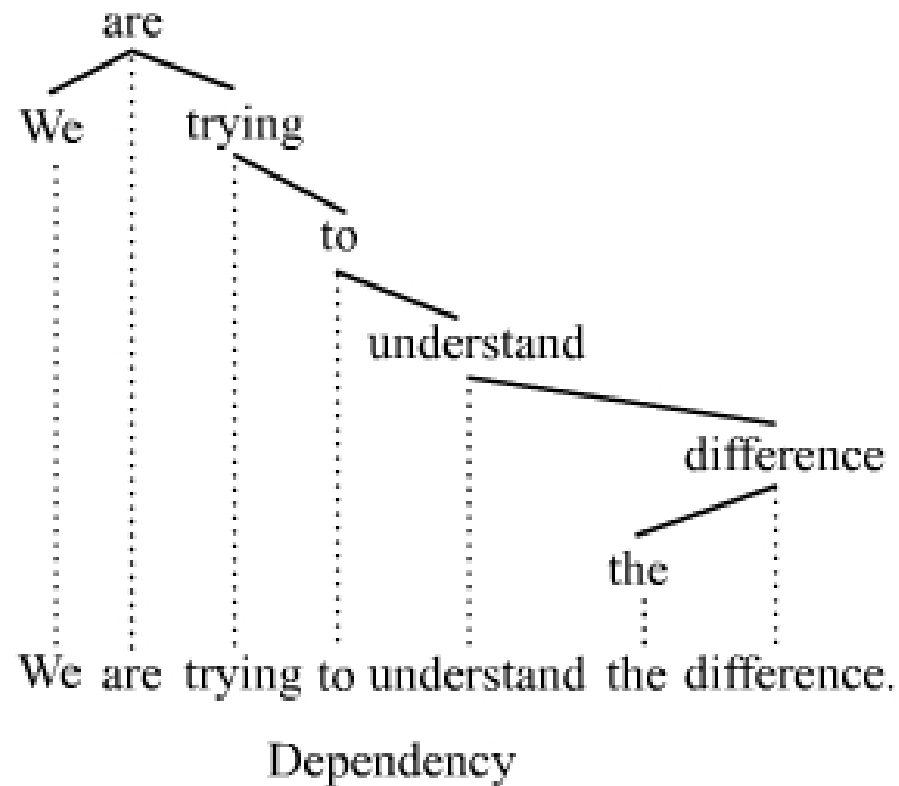 are
We trying
to
understand
difference
the
We are trying to understand the difference.
Dependency